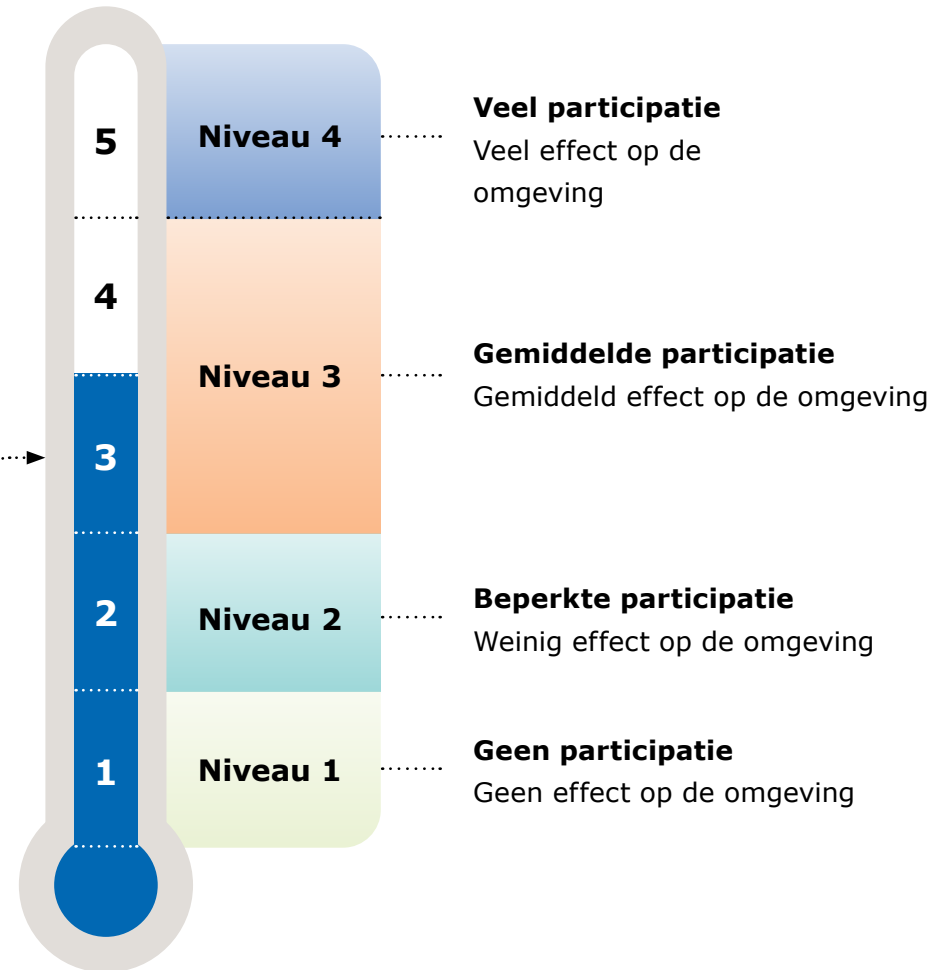 5
Niveau 4
Veel participatie
Veel effect op de
omgeving
4
Niveau 3
Gemiddelde participatie
Gemiddeld effect op de omgeving
3
2
Niveau 2
Beperkte participatie
Weinig effect op de omgeving
1
Niveau 1
Geen participatie
Geen effect op de omgeving